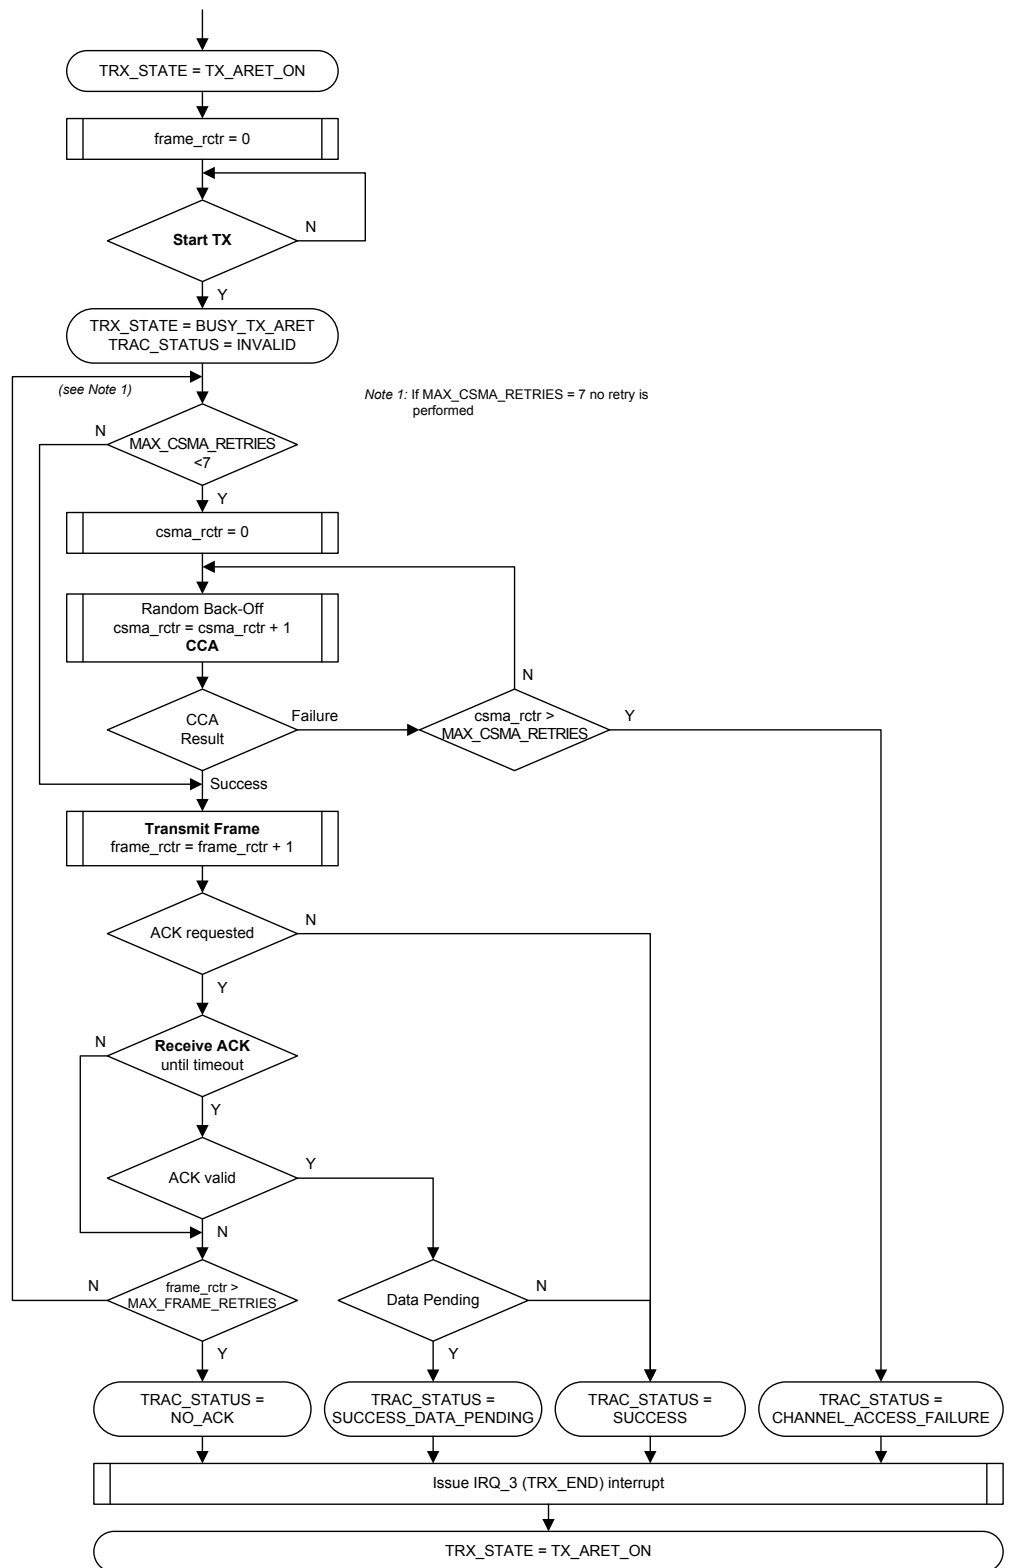 TRX_STATE = TX_ARET_ON
frame_rctr = 0
N
Start TX
Y
TRX_STATE = BUSY_TX_ARET
TRAC_STATUS = INVALID
(see Note 1)
Note 1: If MAX_CSMA_RETRIES = 7 no retry is
performed
N
MAX_CSMA_RETRIES
<7
Y
csma_rctr = 0
Random Back-Off
csma_rctr = csma_rctr + 1
CCA
N
CCA
Result
Failure
csma_rctr >
MAX_CSMA_RETRIES
Y
Success
Transmit Frame
frame_rctr = frame_rctr + 1
ACK requested
N
Y
N
Receive ACK
until timeout
Y
ACK valid
Y
N
N
frame_rctr >
MAX_FRAME_RETRIES
Data Pending
N
Y
Y
TRAC_STATUS =
NO_ACK
TRAC_STATUS =
SUCCESS_DATA_PENDING
TRAC_STATUS =
SUCCESS
TRAC_STATUS =
CHANNEL_ACCESS_FAILURE
Issue IRQ_3 (TRX_END) interrupt
TRX_STATE = TX_ARET_ON